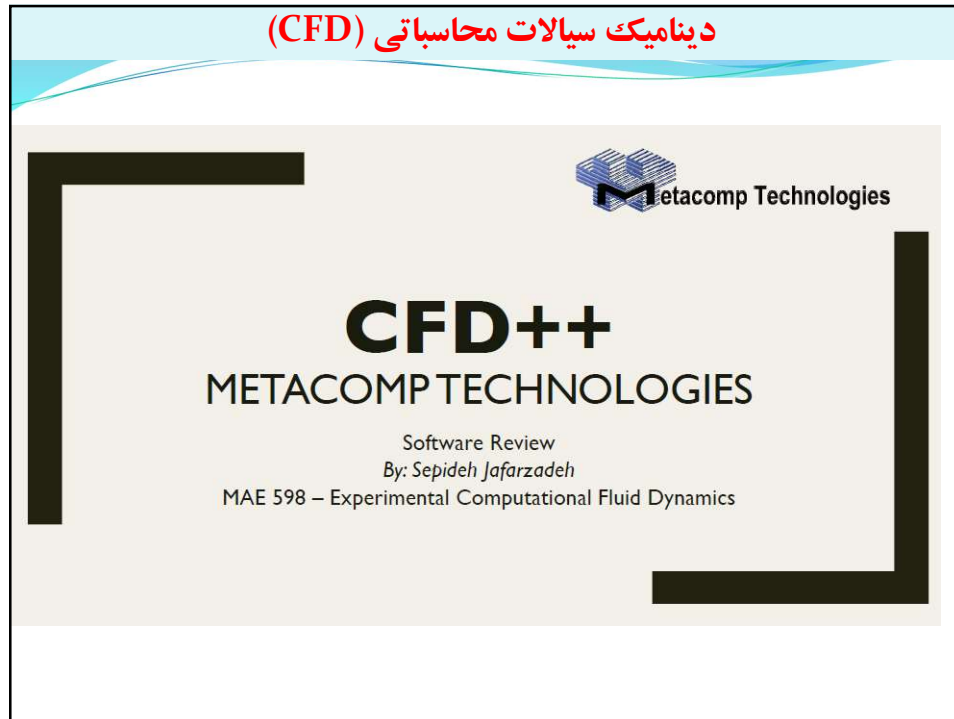 دینامیک سیالات محاسباتی (CFD)
Metacomp Technologies
CFD++
METACOMP TECHNOLOGIES
Software Review
By: Sepideh Jafarzadeh
MAE 598 – Experimental Computational Fluid Dynamics